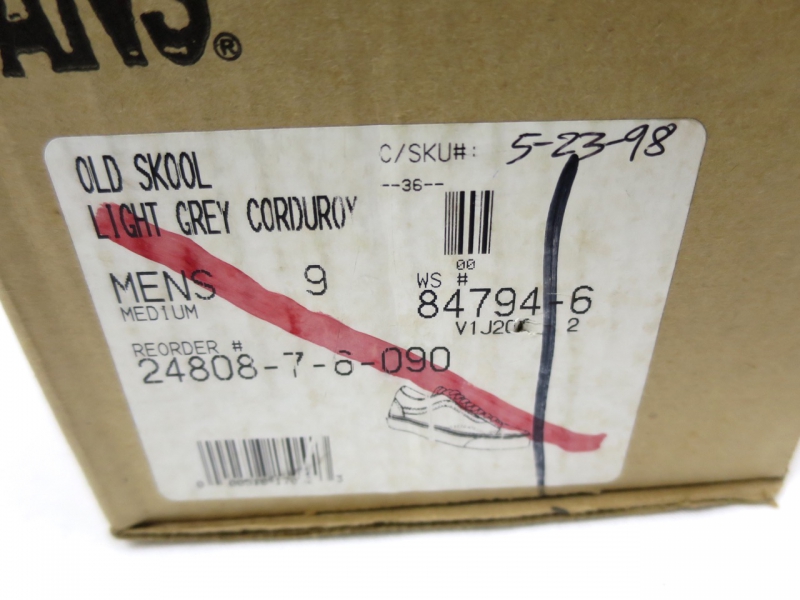 ANS®
OLD SKOOL
C/SKU#: 5-23-98
--36--
LIGHT GREY CORDUROY
00
MENS 9
MEDIUM
WS #
84794-6
REORDER #
24808-7-6-090